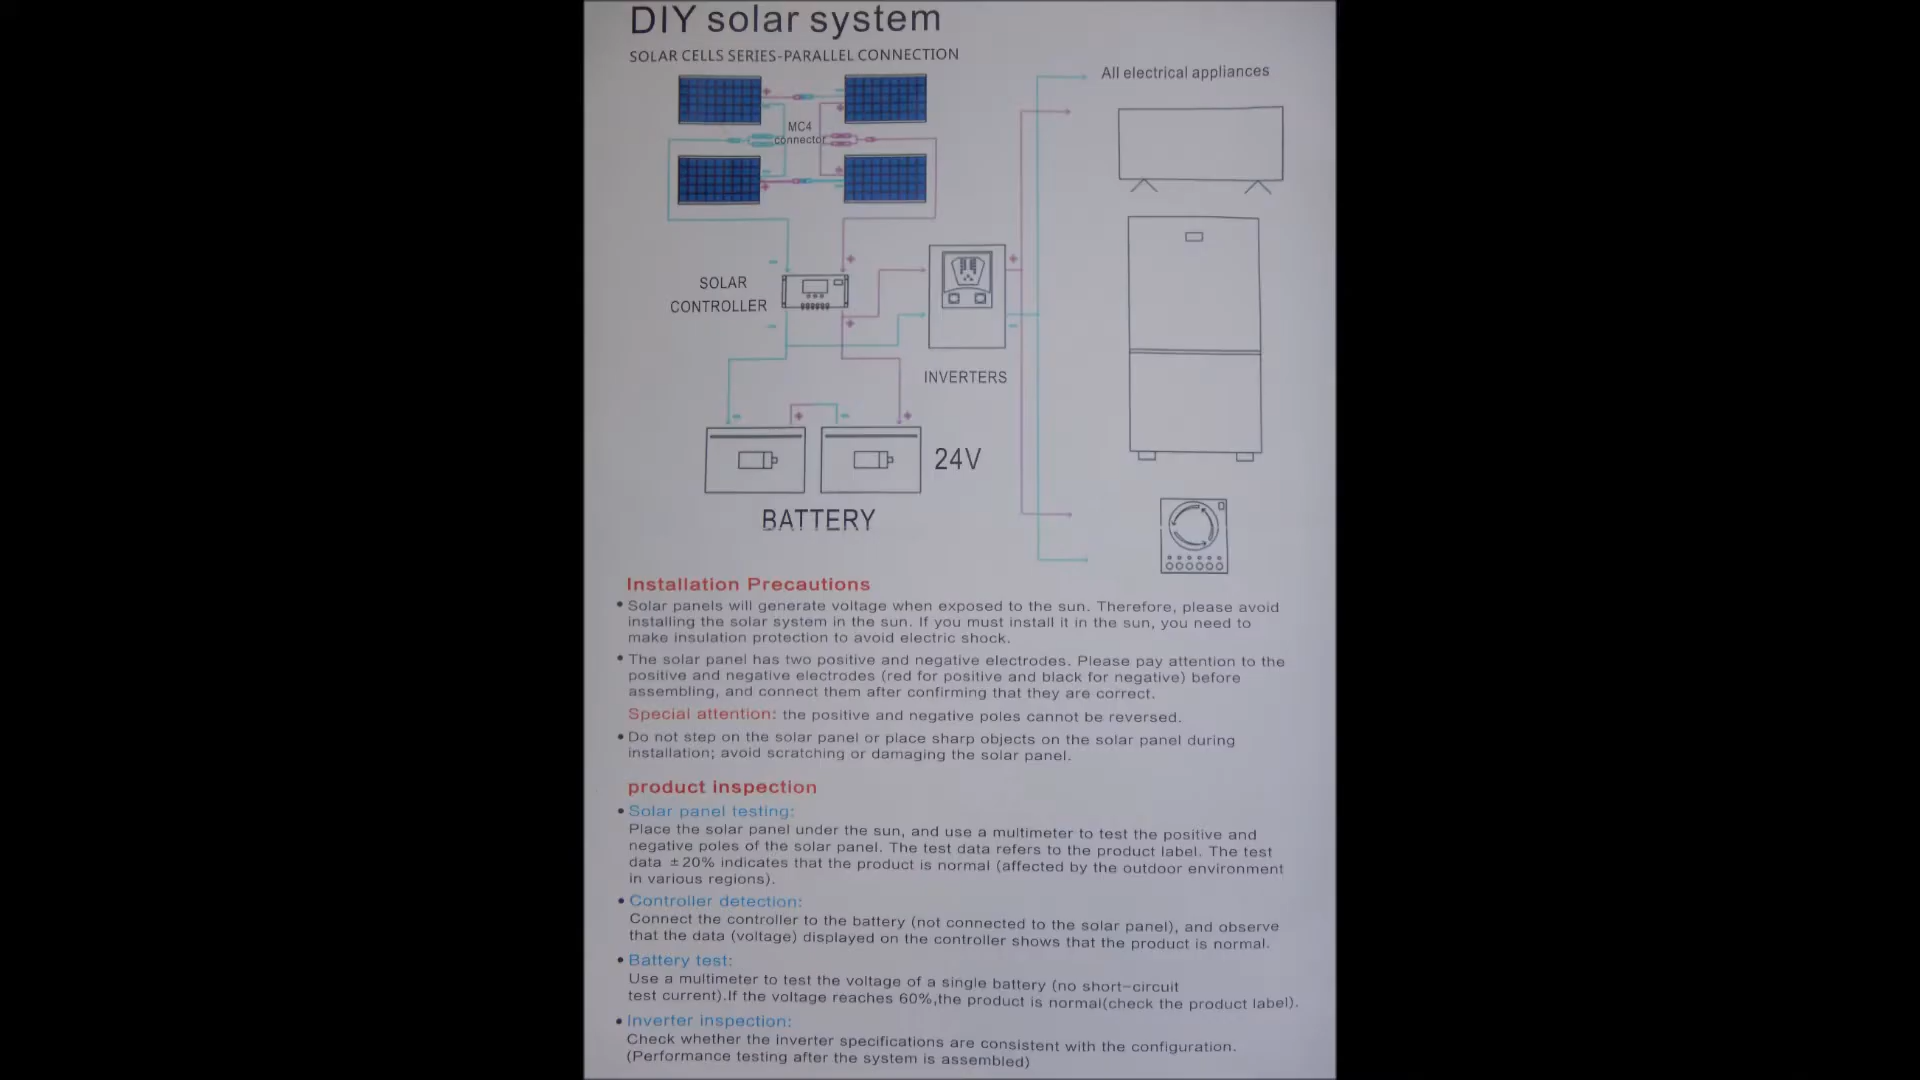 DIY solar system
SOLAR CELLS SERIES-PARALLEL CONNECTION
All electrical appliances
MC4
connector
SOLAR
CONTROLLER
INVERTERS
24V
BATTERY
Installation Precautions
• Solar panels will generate voltage when exposed to the sun. Therefore, please avoid
installing the solar system in the sun. If you must install it in the sun, you need to
make insulation protection to avoid electric shock.
• The solar panel has two positive and negative electrodes. Please pay attention to the
positive and negative electrodes (red for positive and black for negative) before
assembling, and connect them after confirming that they are correct.
Special attention: the positive and negative poles cannot be reversed.
• Do not step on the solar panel or place sharp objects on the solar panel during
installation; avoid scratching or damaging the solar panel.
product inspection
• Solar panel testing:
Place the solar panel under the sun, and use a multimeter to test the positive and
negative poles of the solar panel. The test data refers to the product label. The test
data ±20% indicates that the product is normal (affected by the outdoor environment
in various regions).
• Controller detection:
Connect the controller to the battery (not connected to the solar panel), and observe
that the data (voltage) displayed on the controller shows that the product is normal.
• Battery test:
Use a multimeter to test the voltage of a single battery (no short-circuit
test current).If the voltage reaches 60%,the product is normal(check the product label).
• Inverter inspection:
Check whether the inverter specifications are consistent with the configuration.
(Performance testing after the system is assembled)